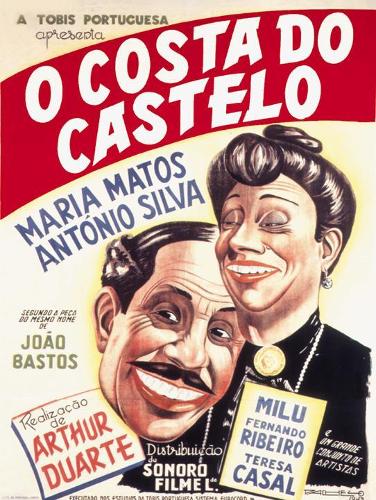 A TOBIS PORTUGUESA
apresenta
O COSTA DO
CASTELO
MARIA MATOS
ANTÓNIO SILVA
SEGUNDO A PEÇA
DO MESMO NOME
DE
JOÃO
BASTOS
Realização
de
ARTHUR
DUARTE
Distribuição
de
SONORO
FILME L.
MILU
FERNANDO
RIBEIRO
TERESA
CASAL
E UM GRANDE
CONJUNTO DE
ARTISTAS
EXECUTADO NOS ESTUDIOS DA TOBIS PORTUGUESA SISTEMA EUROCORD